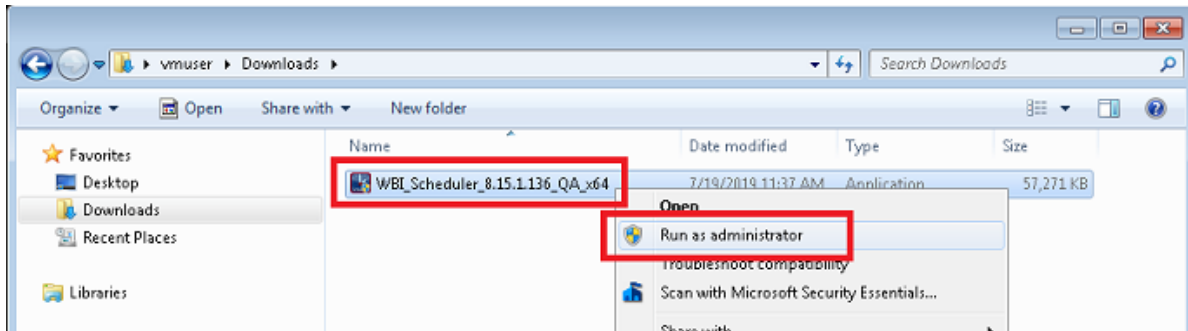 vmuser Downloads
Search Downloads
Organize Open Share with New folder
Name Date modified Type Size
Favorites
WBI_Scheduler_8.15.1.136_QA_x64 7/19/2019 11:37 AM Application 57,271 KB
Desktop
Open
Downloads
Run as administrator
Recent Places
Troubleshoot compatibility
Libraries
Scan with Microsoft Security Essentials...
Share with